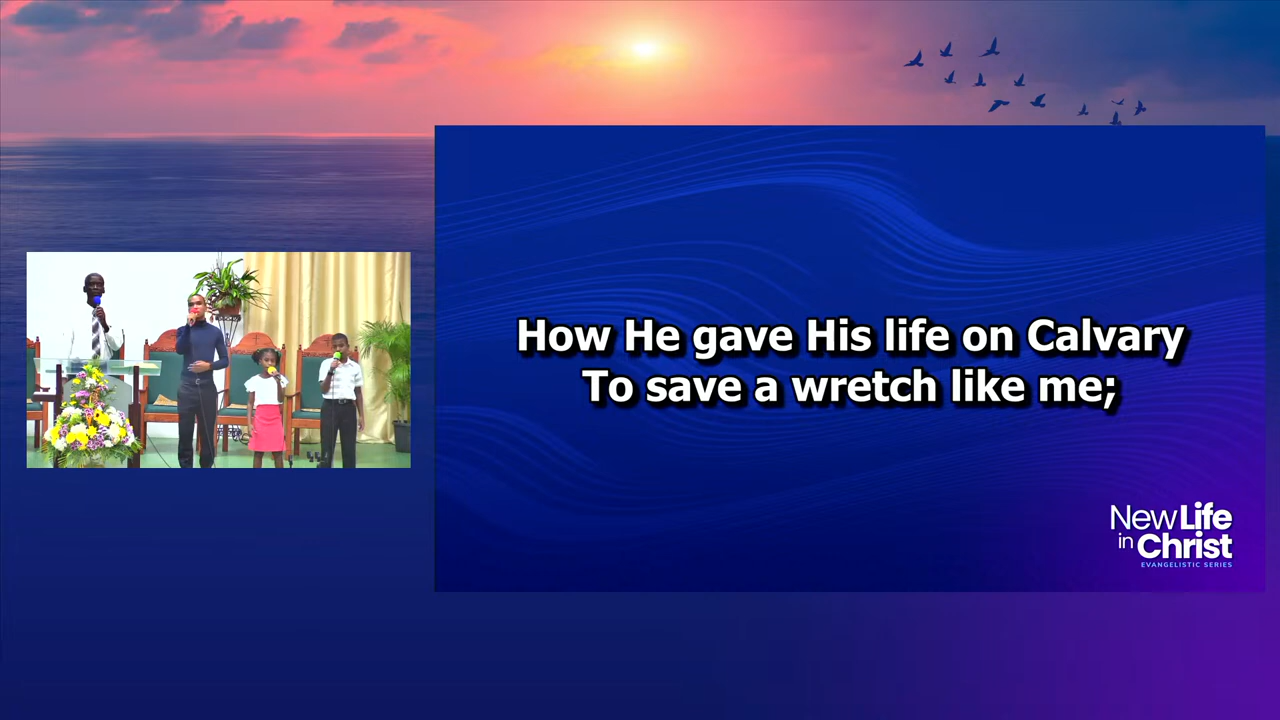 How He gave His life on Calvary
To save a wretch like me;
New Life
in Christ
EVANGELISTIC SERIES